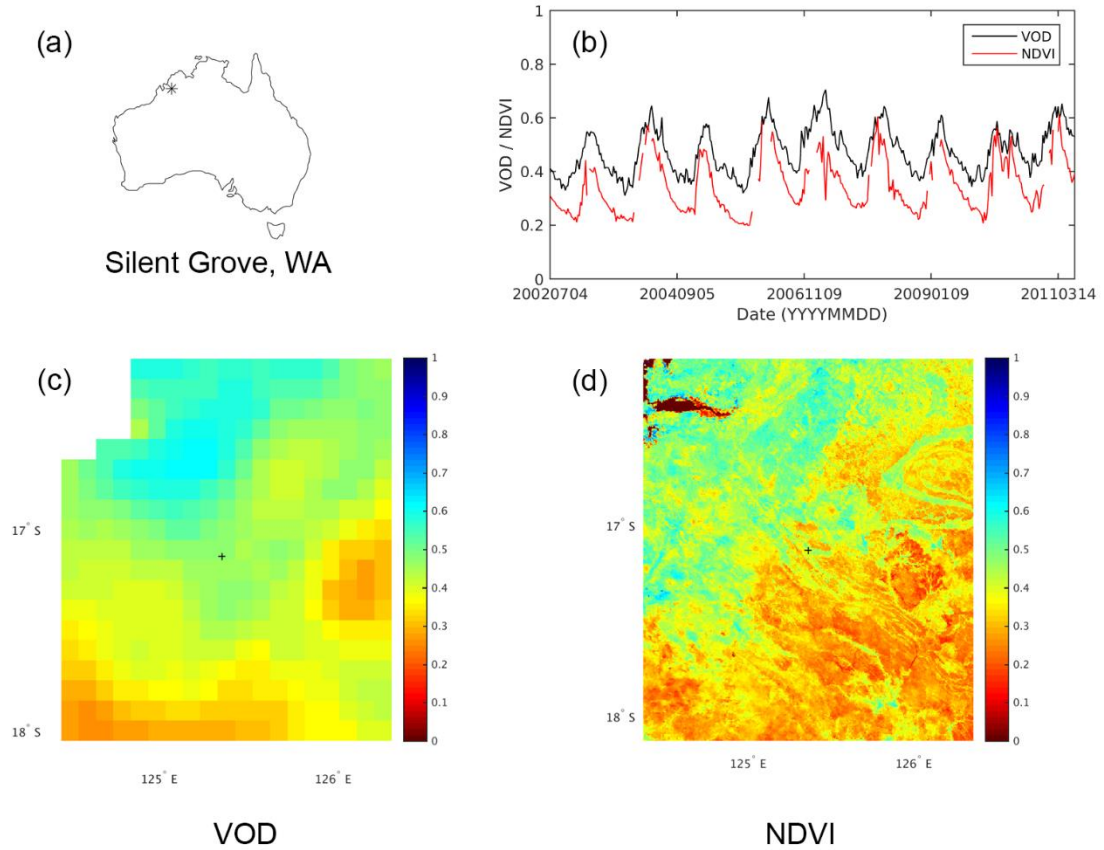 (a)
Silent Grove, WA
(b)
VOD
NDVI
1
0.8
0.6
0.4
0.2
0
VOD / NDVI
20020704 20040905 20061109 20090109 20110314
Date (YYYYMMDD)
(c)
17° S
18° S
125° E 126° E
1
0.9
0.8
0.7
0.6
0.5
0.4
0.3
0.2
0.1
0
VOD
(d)
17° S
18° S
125° E 126° E
1
0.9
0.8
0.7
0.6
0.5
0.4
0.3
0.2
0.1
0
NDVI